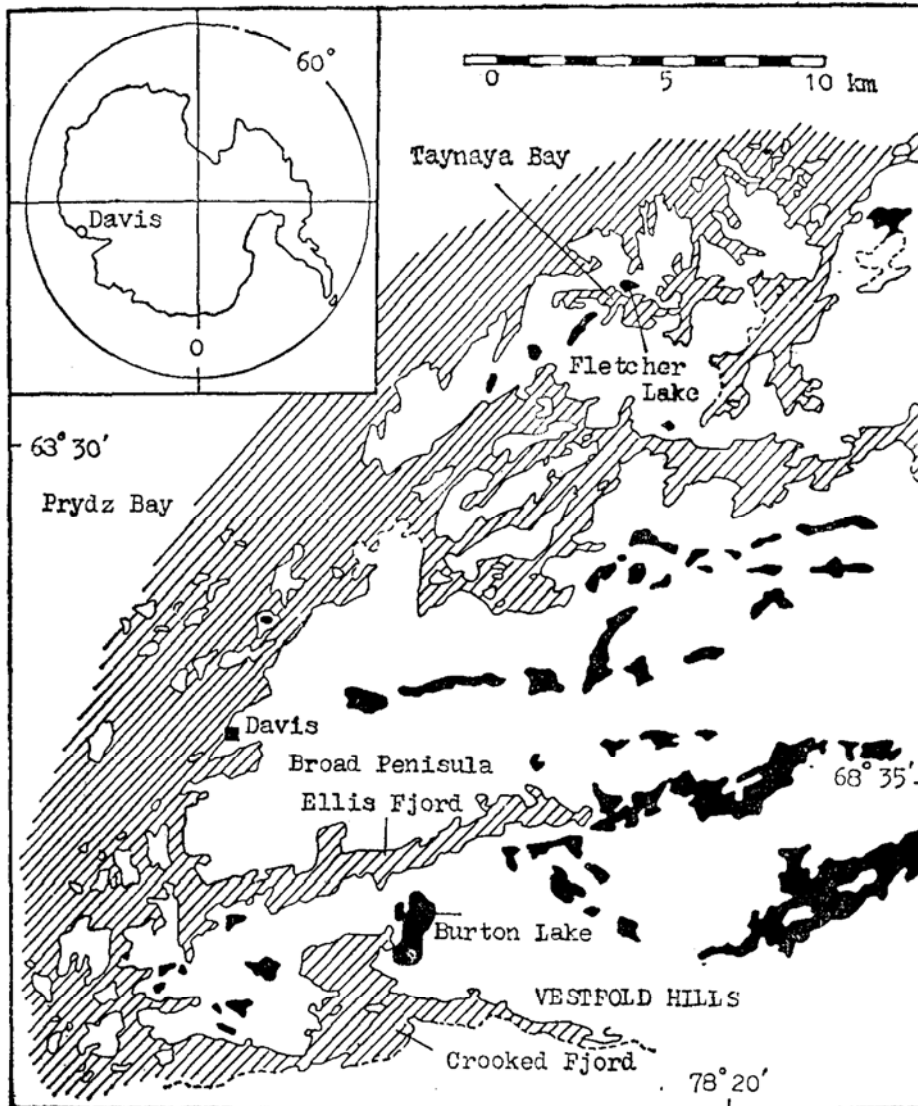 60°
0 5 10 km
Taynaya Bay
Davis
0
Fletcher
Lake
63°30′
Prydz Bay
Davis
Broad Penisula
68°35′
Ellis Fjord
Burton Lake
VESTFOLD HILLS
Crooked Fjord
78°20′